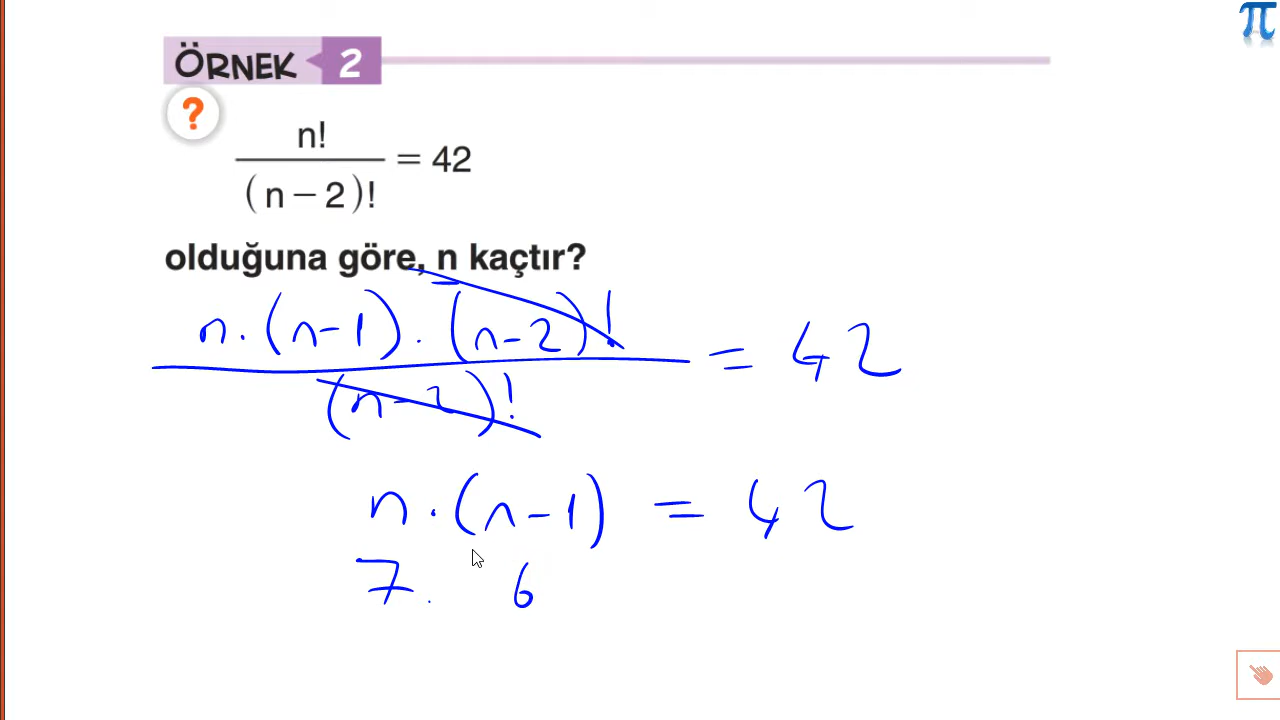 π
ÖRNEK 2
?
n!
(n − 2)! = 42
olduğuna göre, n kaçtır?
n.(n-1).(n-2)!
(n-2)! = 42
n.(n-1) = 42
7. 6